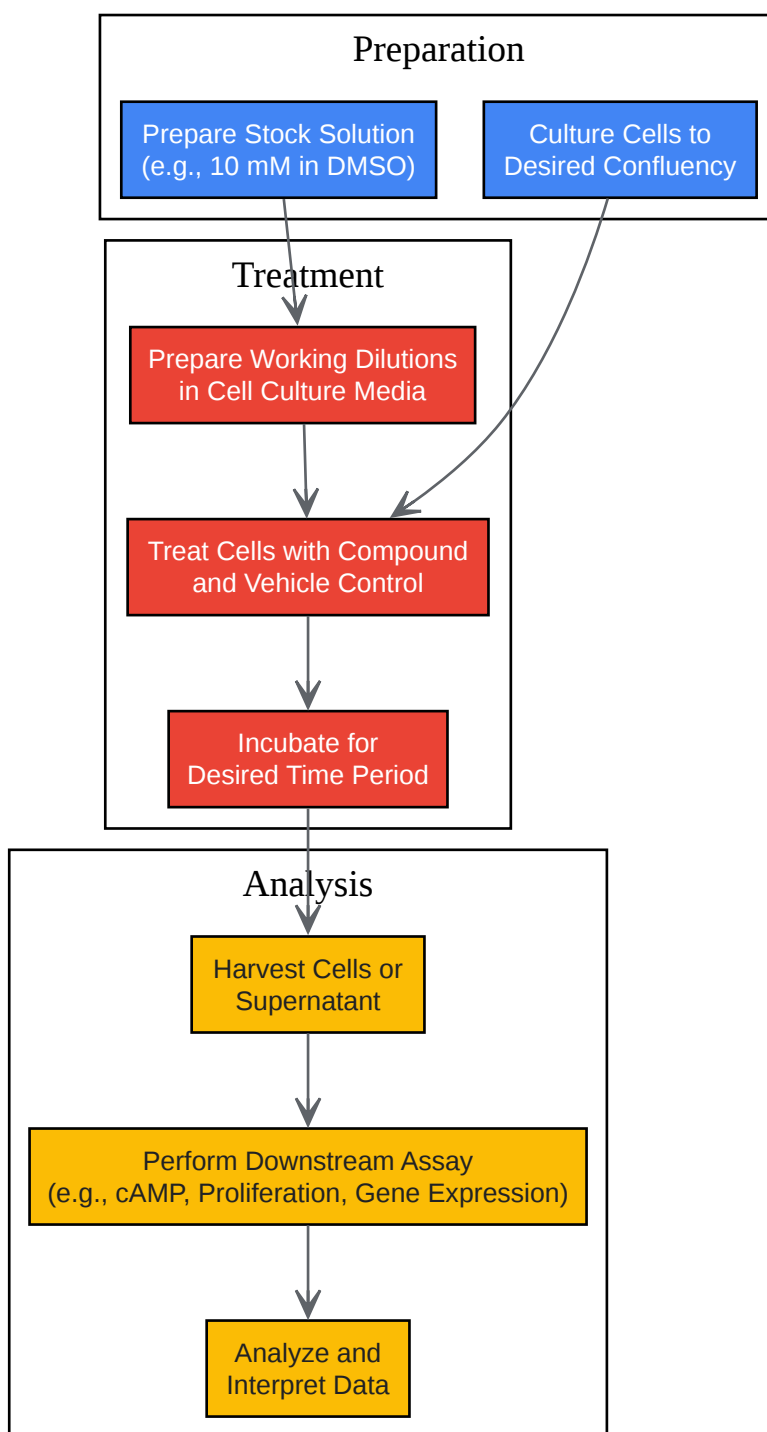 Preparation
Prepare Stock Solution
(e.g., 10 mM in DMSO)
Culture Cells to
Desired Confluency
Treatment
Prepare Working Dilutions
in Cell Culture Media
Treat Cells with Compound
and Vehicle Control
Incubate for
Desired Time Period
Analysis
Harvest Cells or
Supernatant
Perform Downstream Assay
(e.g., cAMP, Proliferation, Gene Expression)
Analyze and
Interpret Data